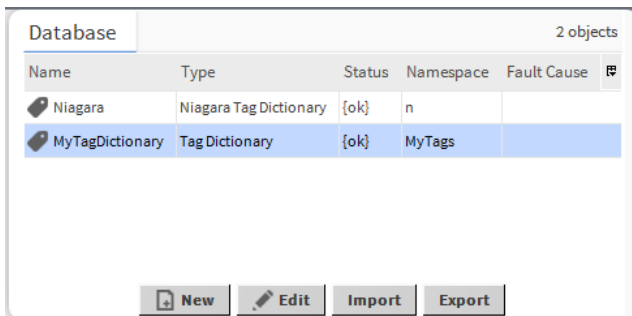 Database 2 objects
Name Type Status Namespace Fault Cause
Niagara Niagara Tag Dictionary {ok} n
MyTagDictionary Tag Dictionary {ok} MyTags
New Edit Import Export